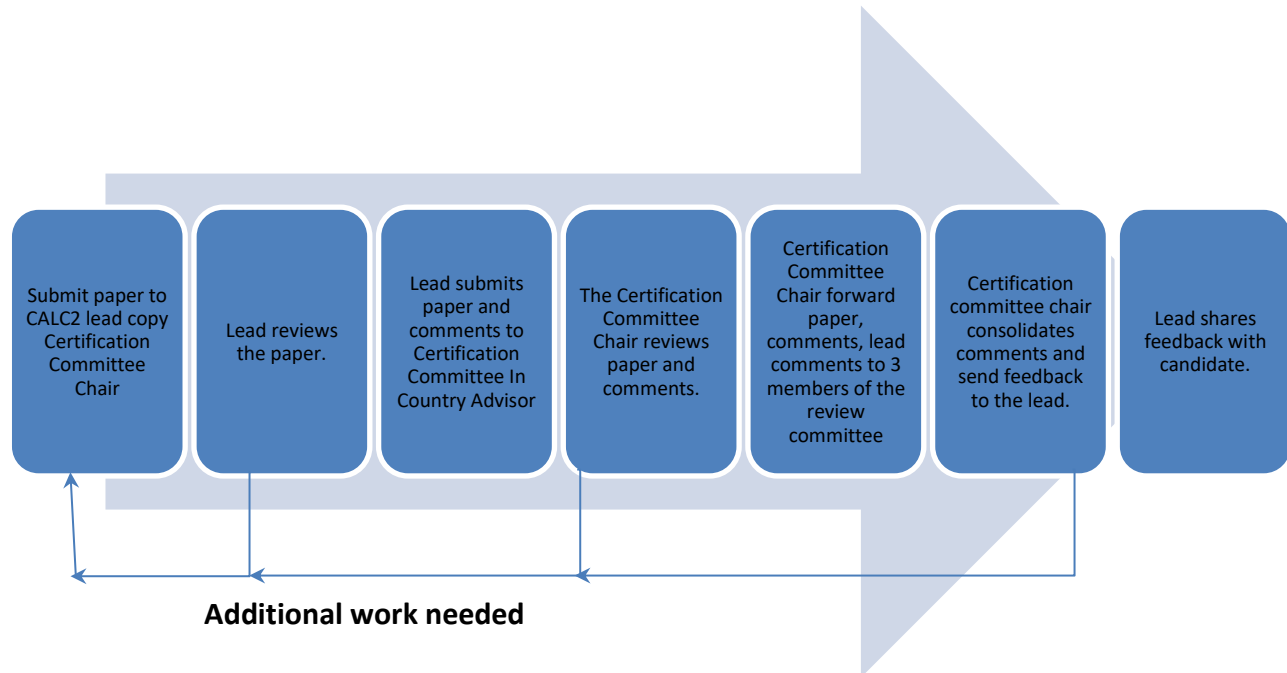 Submit paper to
CALC2 lead copy
Certification
Committee
Chair
Lead reviews
the paper.
Lead submits
paper and
comments to
Certification
Committee In
Country Advisor
The Certification
Committee
Chair reviews
paper and
comments.
Certification
Committee
Chair forward
paper,
comments, lead
comments to 3
members of the
review
committee
Certification
committee chair
consolidates
comments and
send feedback
to the lead.
Lead shares
feedback with
candidate.
Additional work needed